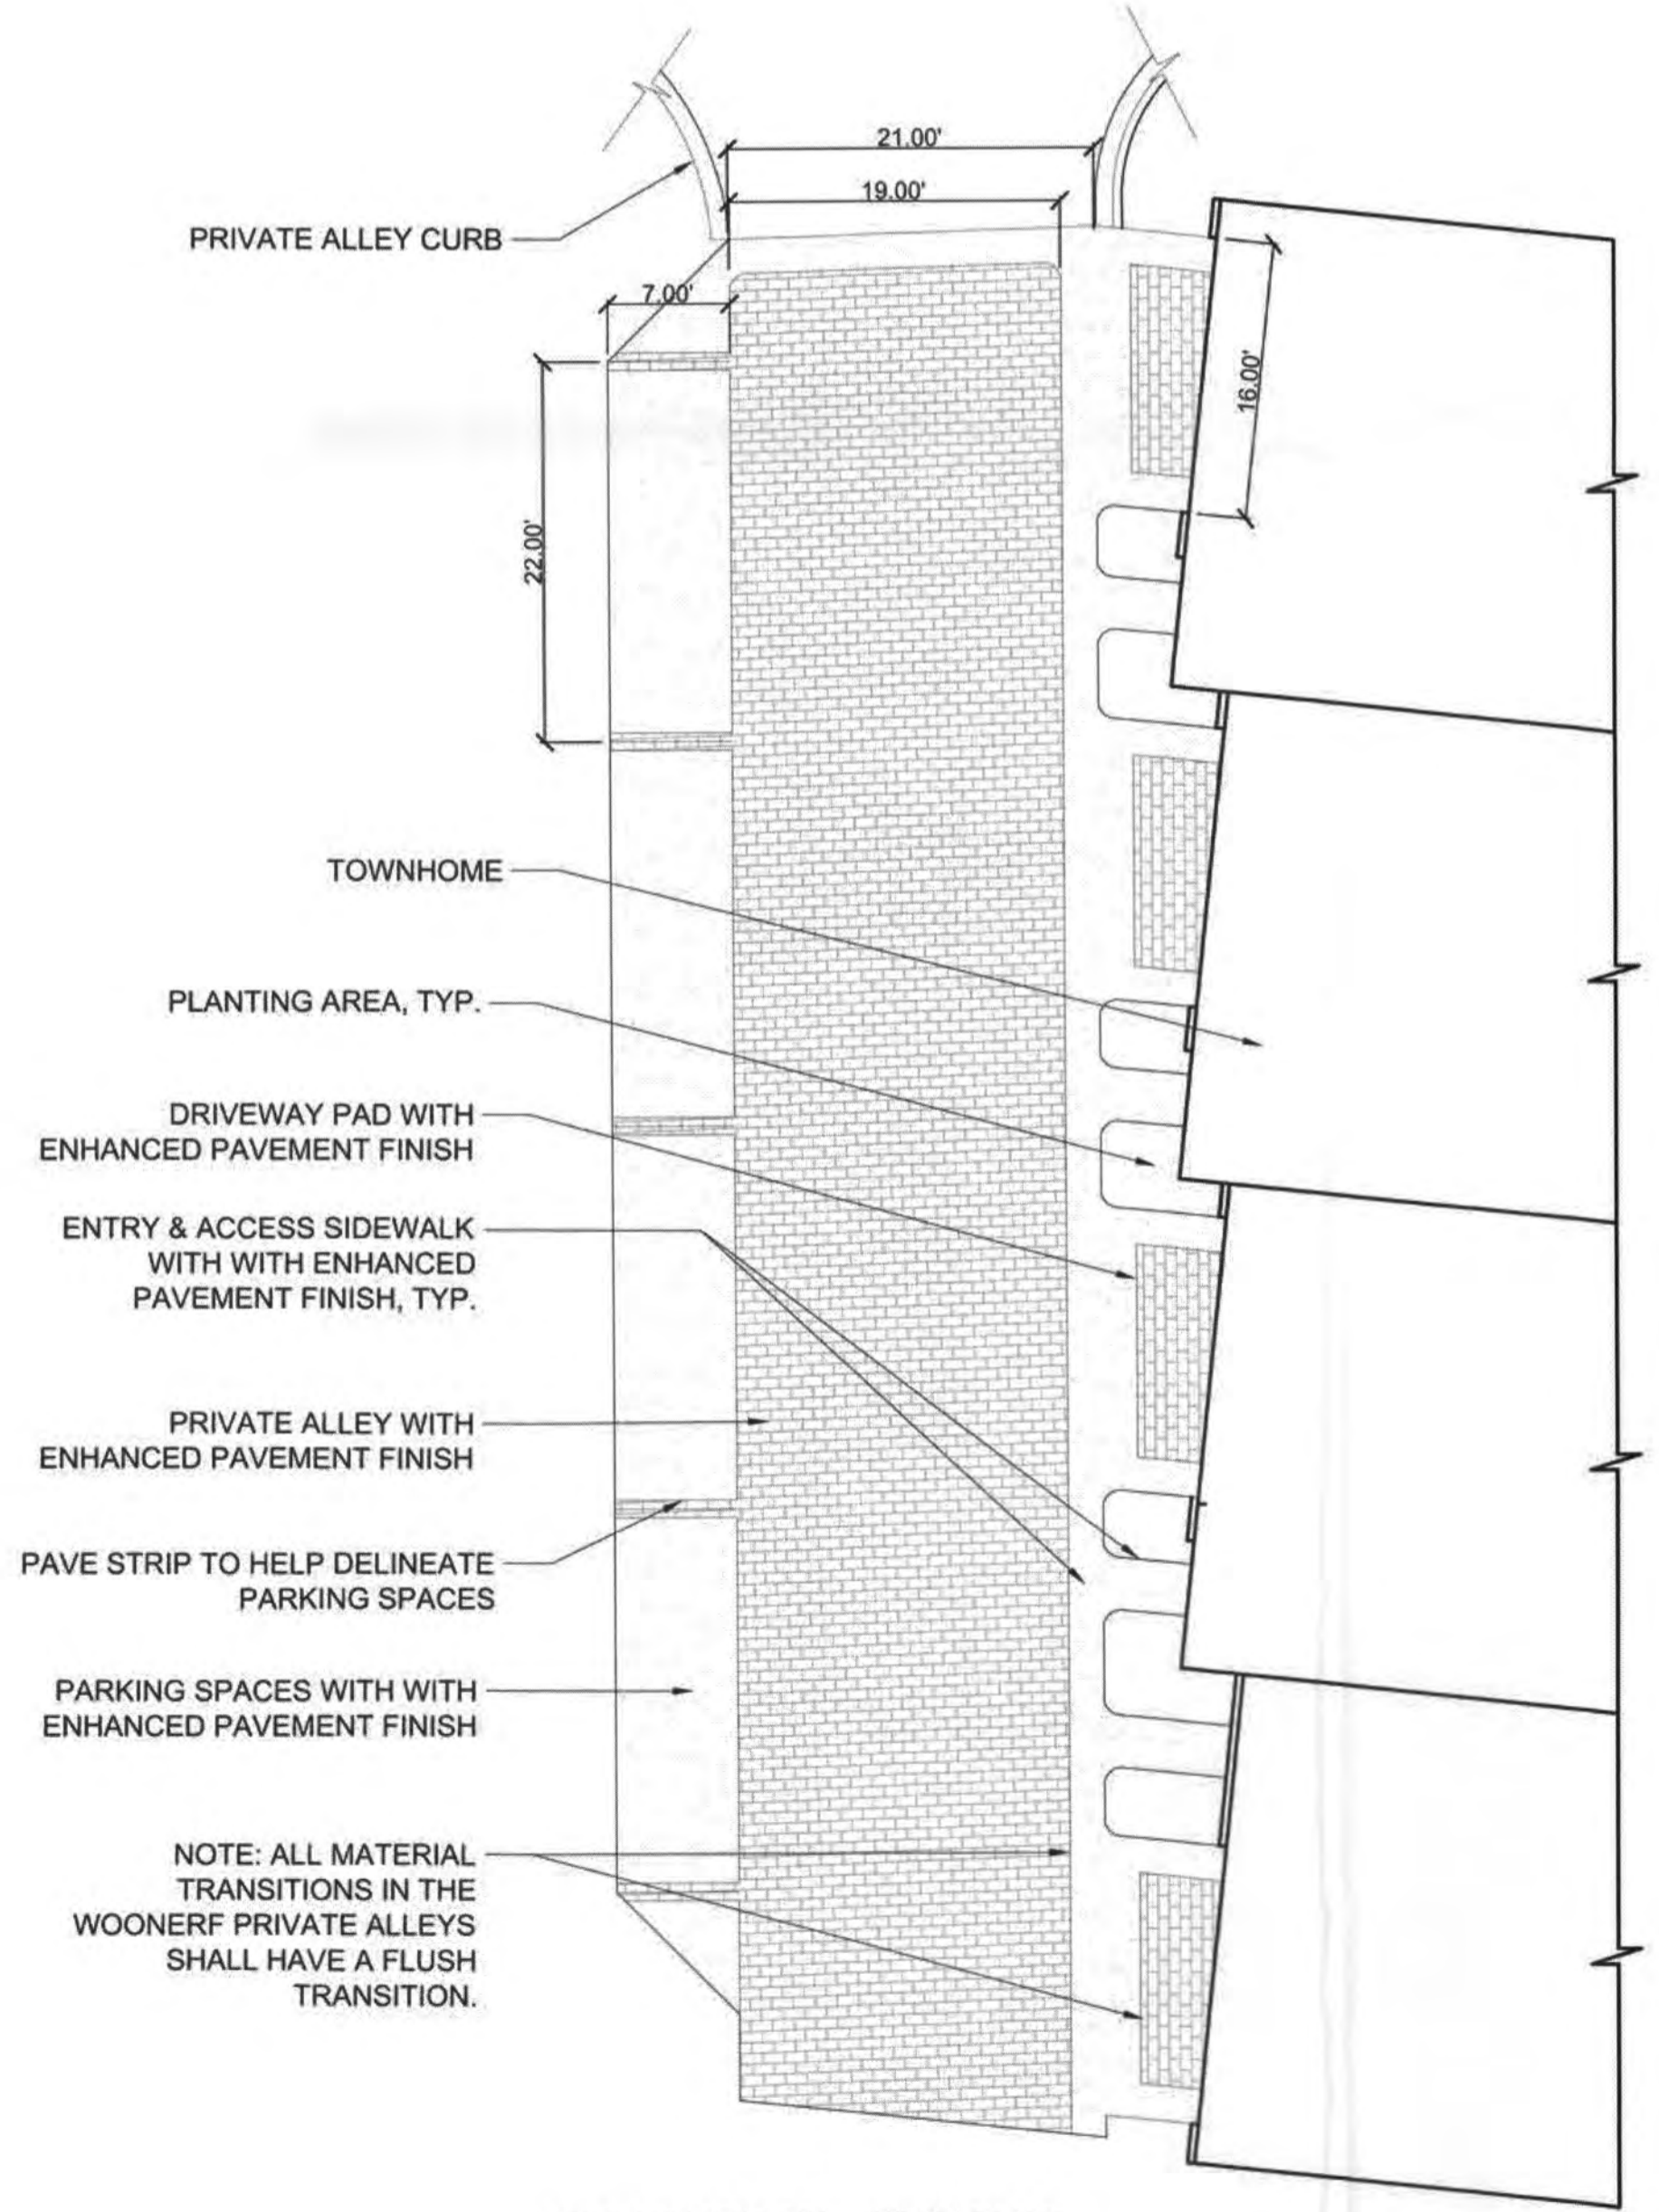 21.00'
19.00'
PRIVATE ALLEY CURB
7.00'
16.00'
22.00'
TOWNHOME
PLANTING AREA, TYP.
DRIVEWAY PAD WITH
ENHANCED PAVEMENT FINISH
ENTRY & ACCESS SIDEWALK
WITH WITH ENHANCED
PAVEMENT FINISH, TYP.
PRIVATE ALLEY WITH
ENHANCED PAVEMENT FINISH
PAVE STRIP TO HELP DELINEATE
PARKING SPACES
PARKING SPACES WITH WITH
ENHANCED PAVEMENT FINISH
NOTE: ALL MATERIAL
TRANSITIONS IN THE
WOONERF PRIVATE ALLEYS
SHALL HAVE A FLUSH
TRANSITION.